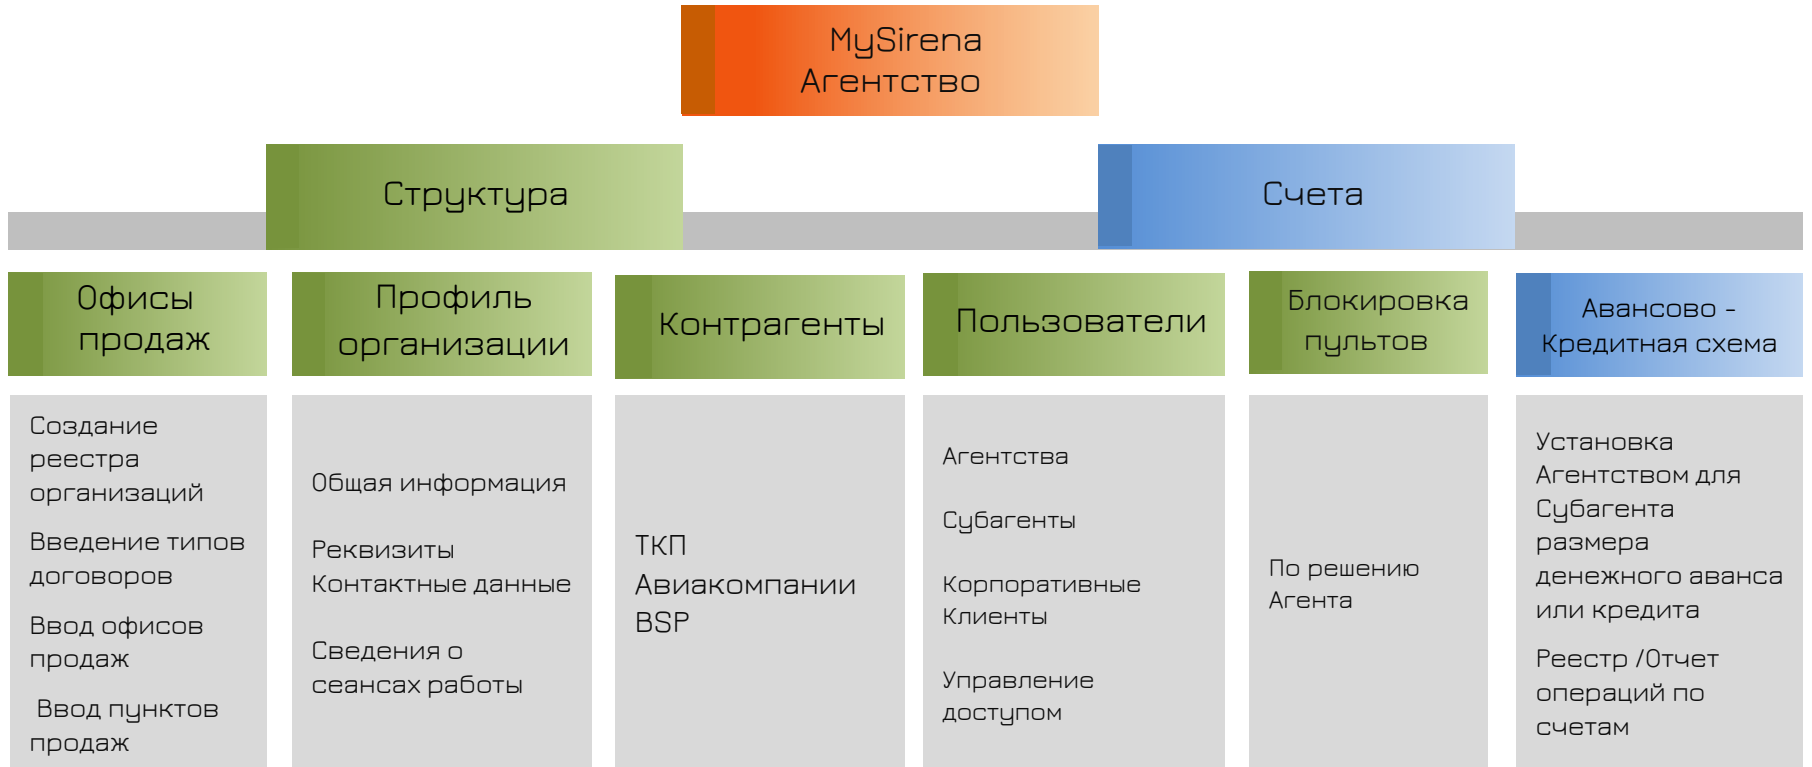 MySirena
Агентство
Структура
Счета
Офисы
продаж
Профиль
организации
Контрагенты
Пользователи
Блокировка
пультов
Авансово -
Кредитная схема
Создание
реестра
организаций
Введение типов
договоров
Ввод офисов
продаж
Ввод пунктов
продаж
Общая информация
Реквизиты
Контактные данные
Сведения о
сеансах работы
ТКП
Авиакомпании
BSP
Агентства
Субагенты
Корпоративные
Клиенты
Управление
доступом
По решению
Агента
Установка
Агентством для
Субагента
размера
денежного аванса
или кредита
Реестр /Отчет
операций по
счетам